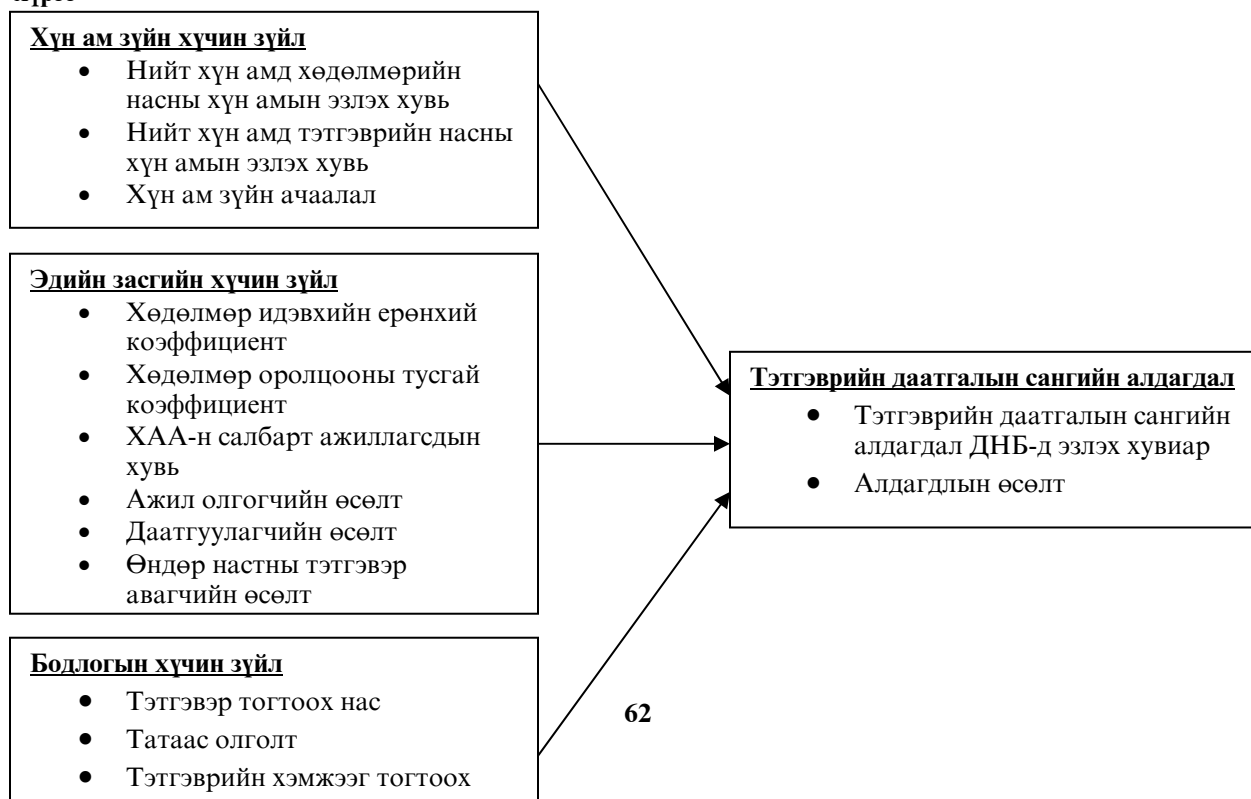 Хүн ам зүйн хүчин зүйл
• Нийт хүн амд хөдөлмөрийн
насны хүн амын эзлэх хувь
• Нийт хүн амд тэтгэврийн насны
хүн амын эзлэх хувь
• Хүн ам зүйн ачаалал
Эдийн засгийн хүчин зүйл
• Хөдөлмөр идэвхийн ерөнхий
коэффициент
• Хөдөлмөр оролцооны тусгай
коэффициент
• ХАА-н салбарт ажиллагсдын
хувь
• Ажил олгогчийн өсөлт
• Даатгуулагчийн өсөлт
• Өндөр настны тэтгэвэр
авагчийн өсөлт
Бодлогын хүчин зүйл
• Тэтгэвэр тогтоох нас
• Татаас олголт
• Тэтгэврийн хэмжээг тогтоох
Тэтгэврийн даатгалын сангийн алдагдал
• Тэтгэврийн даатгалын сангийн
алдагдал ДНБ-д эзлэх хувиар
• Алдагдлын өсөлт
62